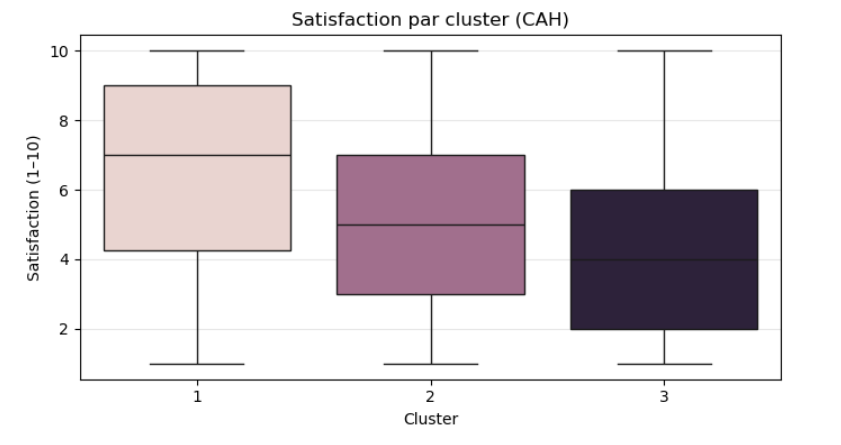 Satisfaction par cluster (CAH)
Satisfaction (1–10)
10
8
6
4
2
1 2 3
Cluster